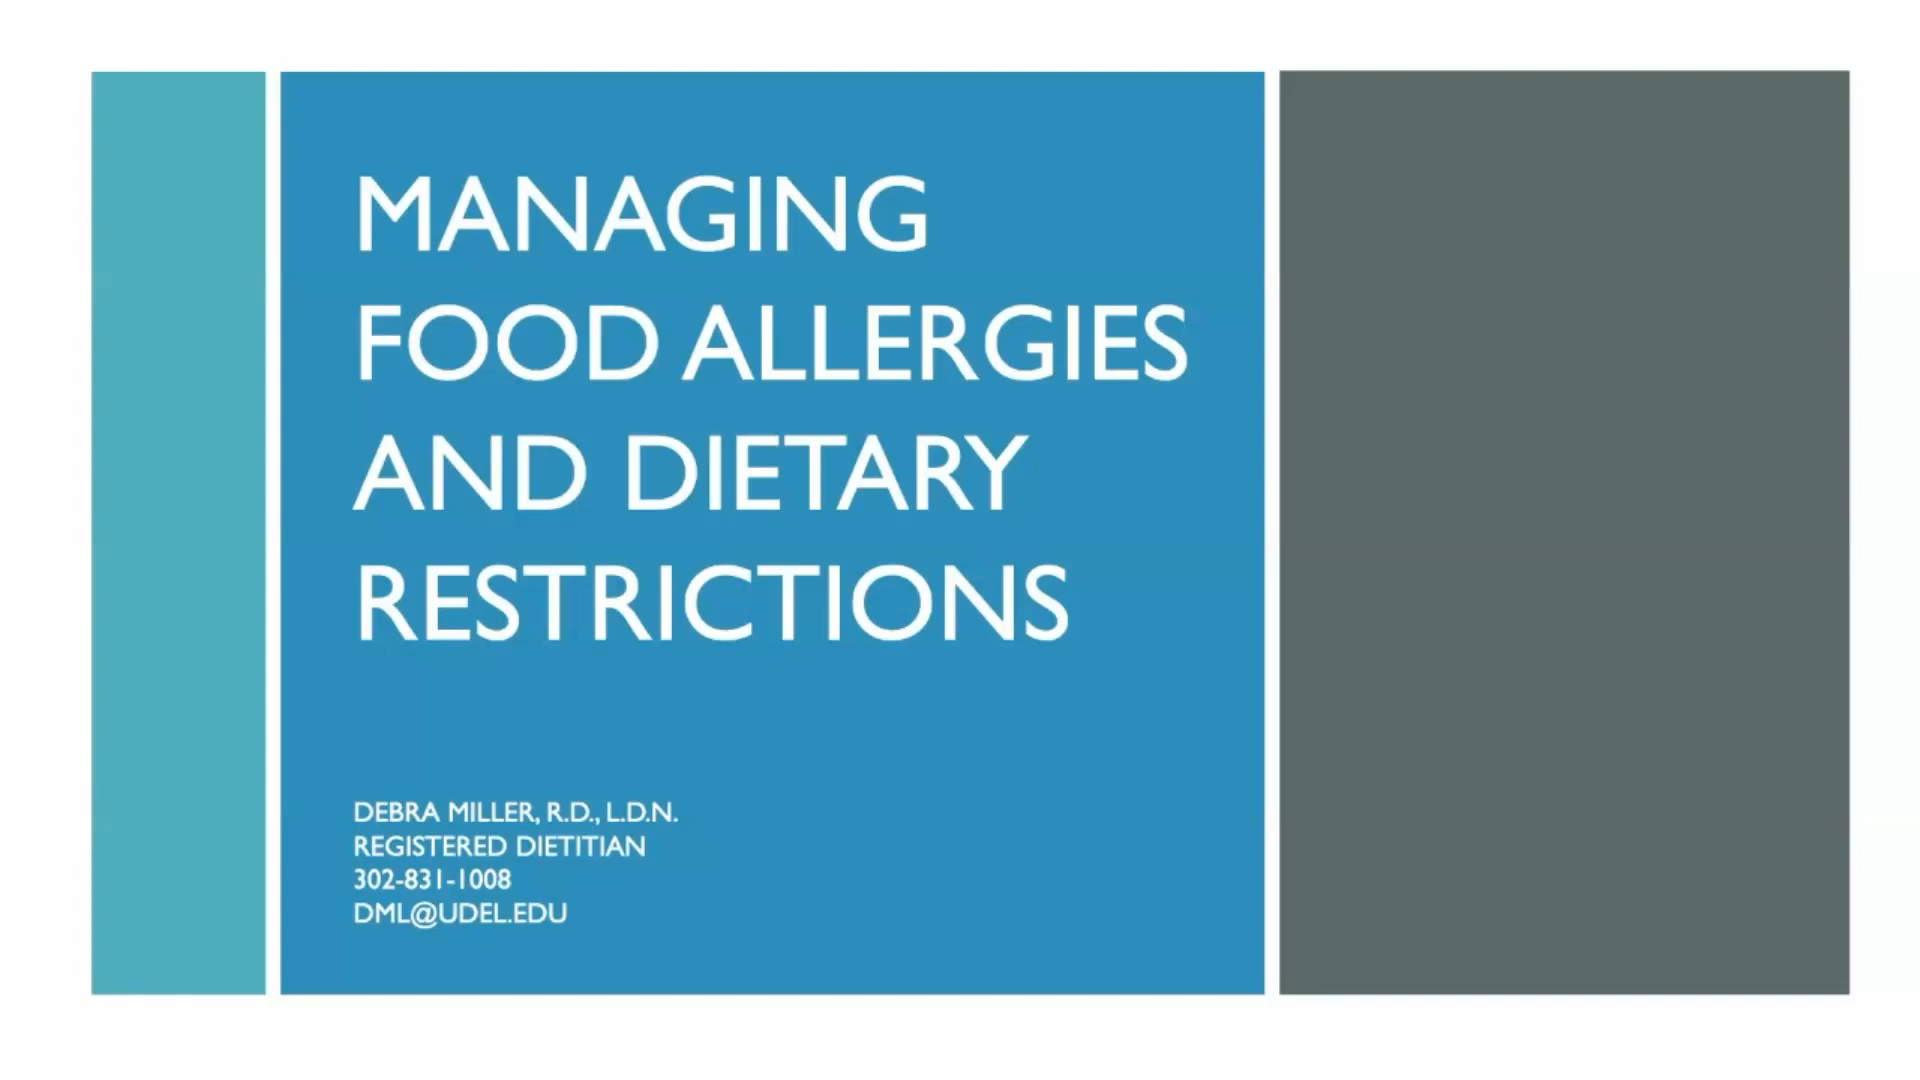 MANAGING
FOOD ALLERGIES
AND DIETARY
RESTRICTIONS
DEBRA MILLER, R.D., L.D.N.
REGISTERED DIETITIAN
302-831-1008
DML@UDEL.EDU